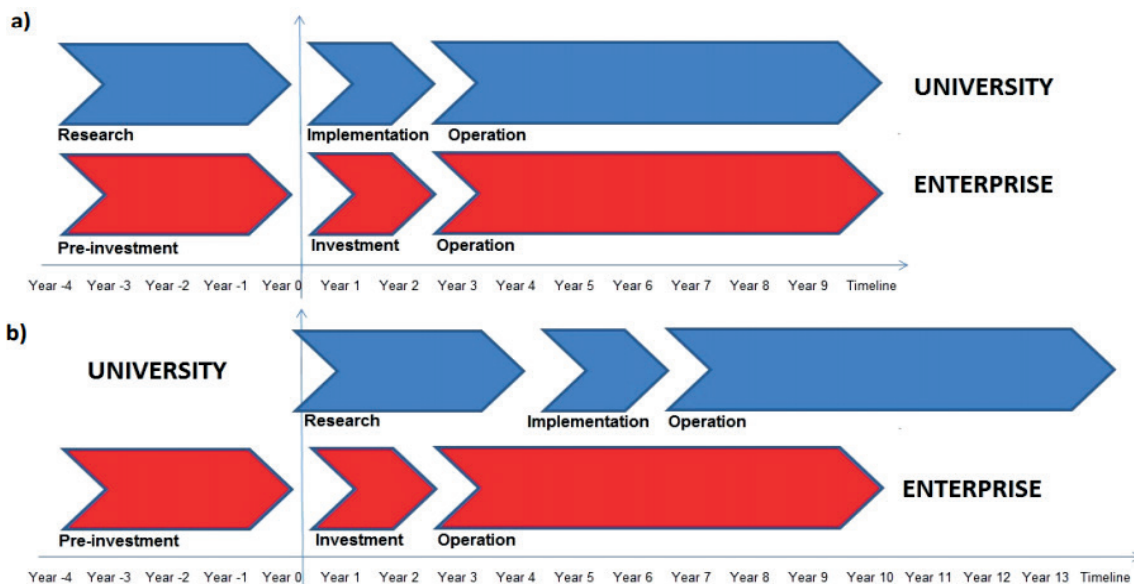 a)
UNIVERSITY
Research Implementation Operation
ENTERPRISE
Pre-investment Investment Operation
Year -4 Year -3 Year -2 Year -1 Year 0 Year 1 Year 2 Year 3 Year 4 Year 5 Year 6 Year 7 Year 8 Year 9 Timeline
b)
UNIVERSITY
Research Implementation Operation
ENTERPRISE
Pre-investment Investment Operation
Year -4 Year -3 Year -2 Year -1 Year 0 Year 1 Year 2 Year 3 Year 4 Year 5 Year 6 Year 7 Year 8 Year 9 Year 10 Year 11 Year 12 Year 13 Timeline